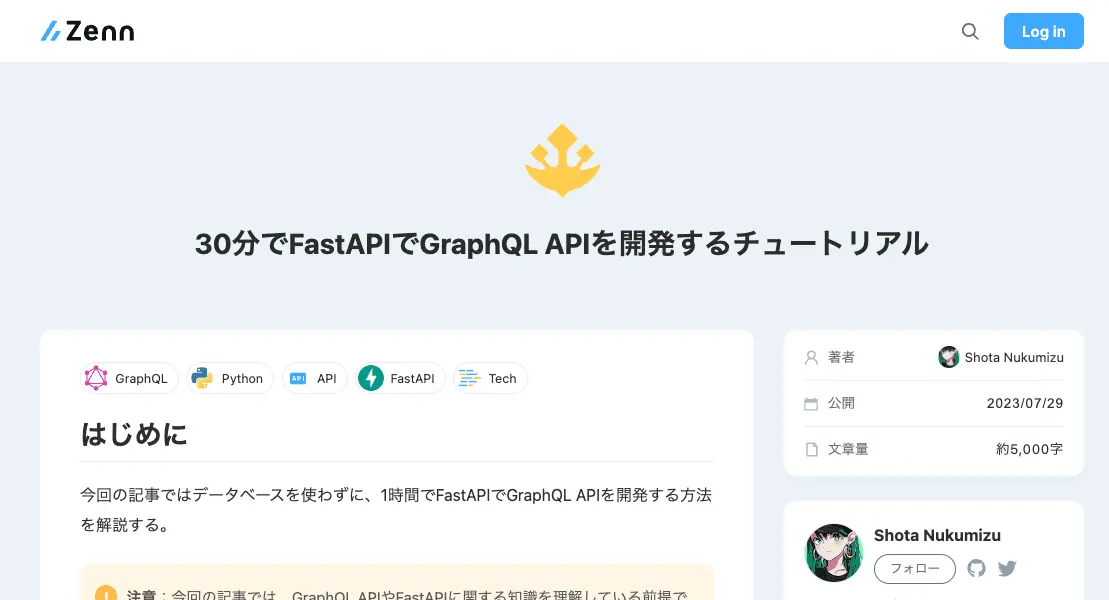 Zenn
Log in
30分でFastAPIでGraphQL APIを開発するチュートリアル
GraphQL
Python
API
API
FastAPI
Tech
はじめに
今回の記事ではデータベースを使わずに、1時間でFastAPIでGraphQL APIを開発する方法
を解説する。
注意：今回の記事では、GraphQL APIやFastAPIに関する知識を理解している前提で
著者
Shota Nukumizu
公開
2023/07/29
文章量
約5,000字
Shota Nukumizu
フォロー